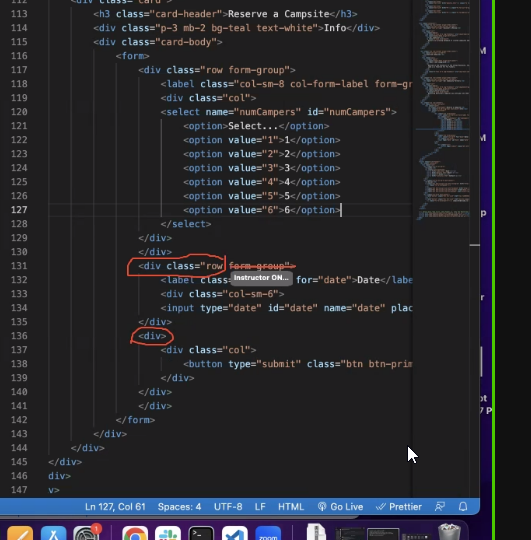 112 <div class="card">
113 <h3 class="card-header">Reserve a Campsite</h3>
114 <div class="p-3 mb-2 bg-teal text-white">Info</div>
115 <div class="card-body">
116 <form>
117 <div class="row form-group">
118 <label class="col-sm-8 col-form-label form-gr
119 <div class="col">
120 <select name="numCampers" id="numCampers">
121 <option>Select...</option>
122 <option value="1">1</option>
123 <option value="2">2</option>
124 <option value="3">3</option>
125 <option value="4">4</option>
126 <option value="5">5</option>
127 <option value="6">6</option>
128 </select>
129 </div>
130 </div>
131 <div class="row form-group">
Instructor ON...
132 <label class for="date">Date</labe
133 <div class="col-sm-6">
134 <input type="date" id="date" name="date" plac
135 </div>
136 <div>
137 <div class="col">
138 <button type="submit" class="btn btn-prim
139 </div>
140 </div>
141 </div>
142 </form>
143 </div>
144 </div>
145 </div>
146 div>
147 v>
Ln 127, Col 61 Spaces: 4 UTF-8 LF HTML Go Live Prettier
zoom